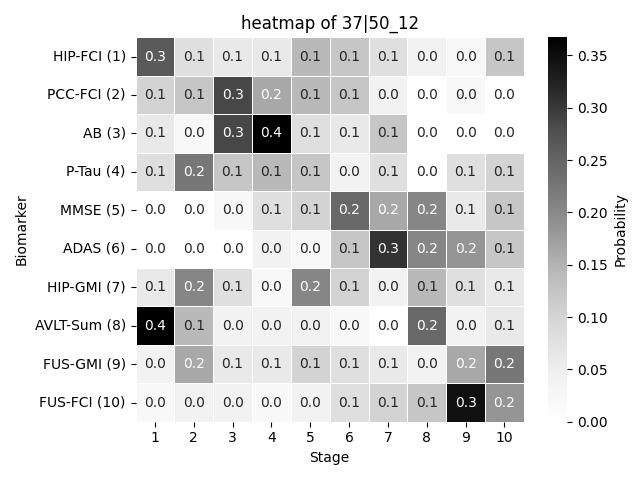 heatmap of 37|50_12
HIP-FCI (1) 0.3 0.1 0.1 0.1 0.1 0.1 0.1 0.0 0.0 0.1
PCC-FCI (2) 0.1 0.1 0.3 0.2 0.1 0.1 0.0 0.0 0.0 0.0
AB (3) 0.1 0.0 0.3 0.4 0.1 0.1 0.1 0.0 0.0 0.0
P-Tau (4) 0.1 0.2 0.1 0.1 0.1 0.0 0.1 0.0 0.1 0.1
MMSE (5) 0.0 0.0 0.0 0.1 0.1 0.2 0.2 0.2 0.1 0.1
ADAS (6) 0.0 0.0 0.0 0.0 0.0 0.1 0.3 0.2 0.2 0.1
HIP-GMI (7) 0.1 0.2 0.1 0.0 0.2 0.1 0.0 0.1 0.1 0.1
AVLT-Sum (8) 0.4 0.1 0.0 0.0 0.0 0.0 0.0 0.2 0.0 0.1
FUS-GMI (9) 0.0 0.2 0.1 0.1 0.1 0.1 0.1 0.0 0.2 0.2
FUS-FCI (10) 0.0 0.0 0.0 0.0 0.0 0.1 0.1 0.1 0.3 0.2
1 2 3 4 5 6 7 8 9 10
Stage
Biomarker
0.35
0.30
0.25
0.20
0.15
0.10
0.05
0.00
Probability